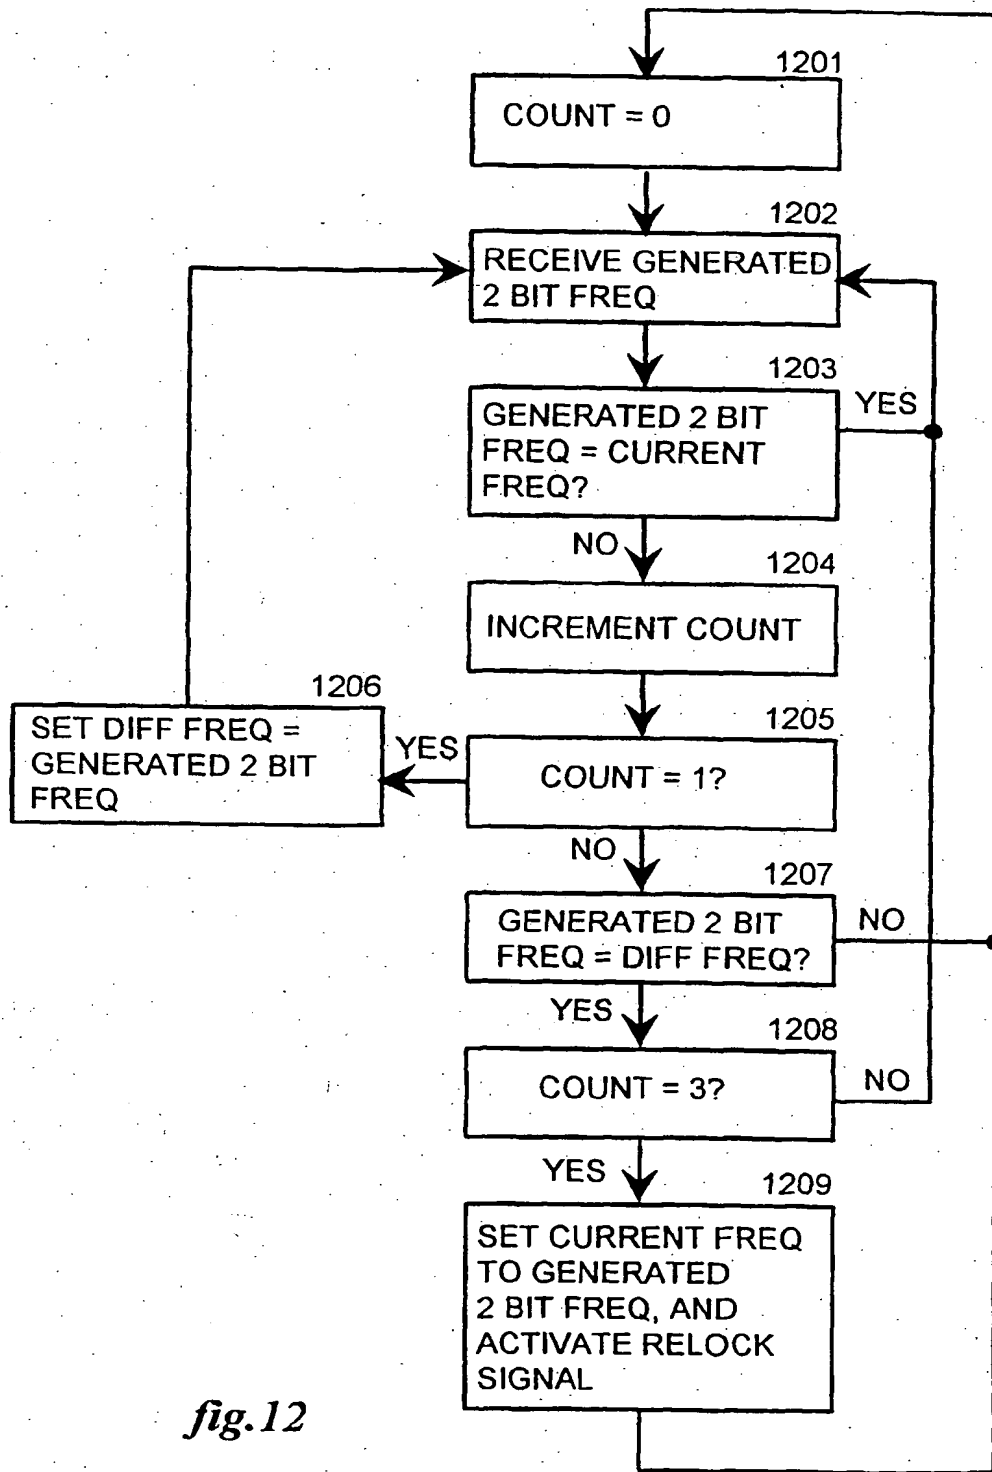 1201
COUNT = 0
1202
RECEIVE GENERATED
2 BIT FREQ
1203
GENERATED 2 BIT
FREQ = CURRENT
FREQ?
YES
NO
1204
INCREMENT COUNT
1206
SET DIFF FREQ =
GENERATED 2 BIT
FREQ
YES
1205
COUNT = 1?
NO
1207
GENERATED 2 BIT
FREQ = DIFF FREQ?
NO
YES
1208
COUNT = 3?
NO
YES
1209
SET CURRENT FREQ
TO GENERATED
2 BIT FREQ, AND
ACTIVATE RELOCK
SIGNAL
fig.12